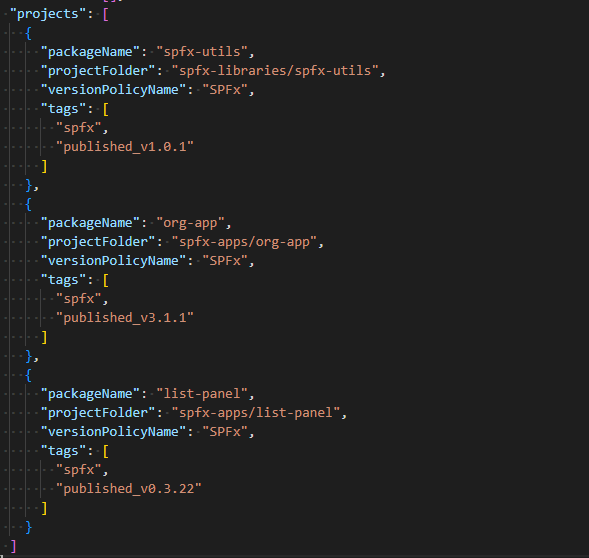 "projects": [
{
"packageName": "spfx-utils",
"projectFolder": "spfx-libraries/spfx-utils",
"versionPolicyName": "SPFx",
"tags": [
"spfx",
"published_v1.0.1"
]
},
{
"packageName": "org-app",
"projectFolder": "spfx-apps/org-app",
"versionPolicyName": "SPFx",
"tags": [
"spfx",
"published_v3.1.1"
]
},
{
"packageName": "list-panel",
"projectFolder": "spfx-apps/list-panel",
"versionPolicyName": "SPFx",
"tags": [
"spfx",
"published_v0.3.22"
]
}
]